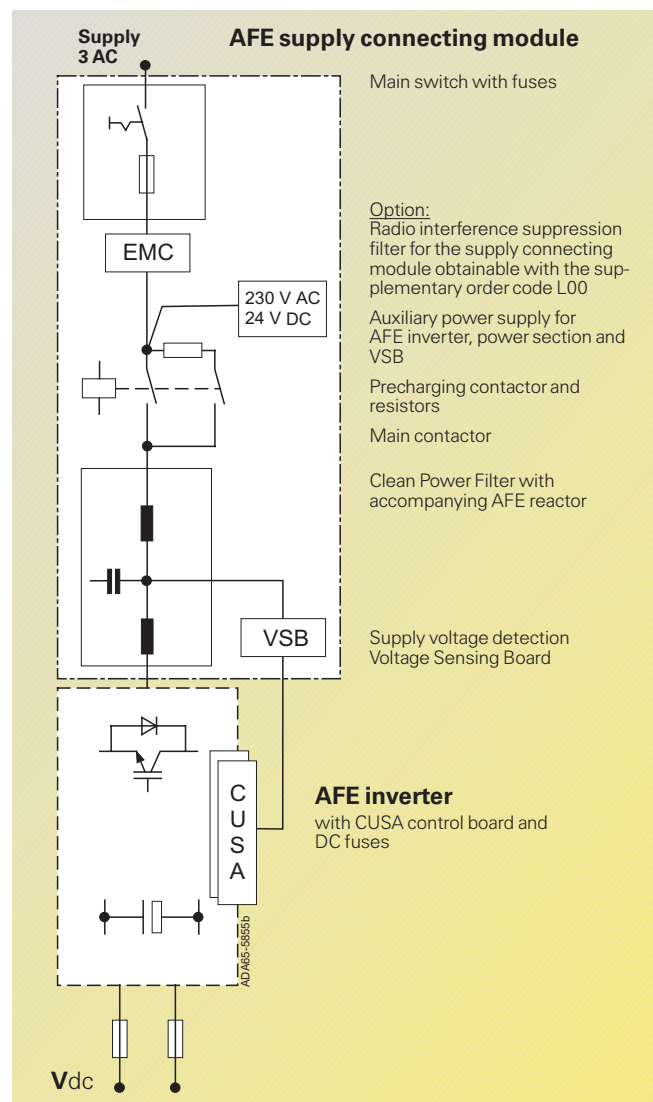 Supply
3 AC
AFE supply connecting module
Main switch with fuses
Option:
Radio interference suppression
filter for the supply connecting
module obtainable with the sup-
plementary order code L00
EMC
230 V AC
24 V DC
Auxiliary power supply for
AFE inverter, power section and
VSB
Precharging contactor and
resistors
Main contactor
Clean Power Filter with
accompanying AFE reactor
VSB
Supply voltage detection
Voltage Sensing Board
C
U
S
A
AFE inverter
with CUSA control board and
DC fuses
ADA65-5855b
Vdc